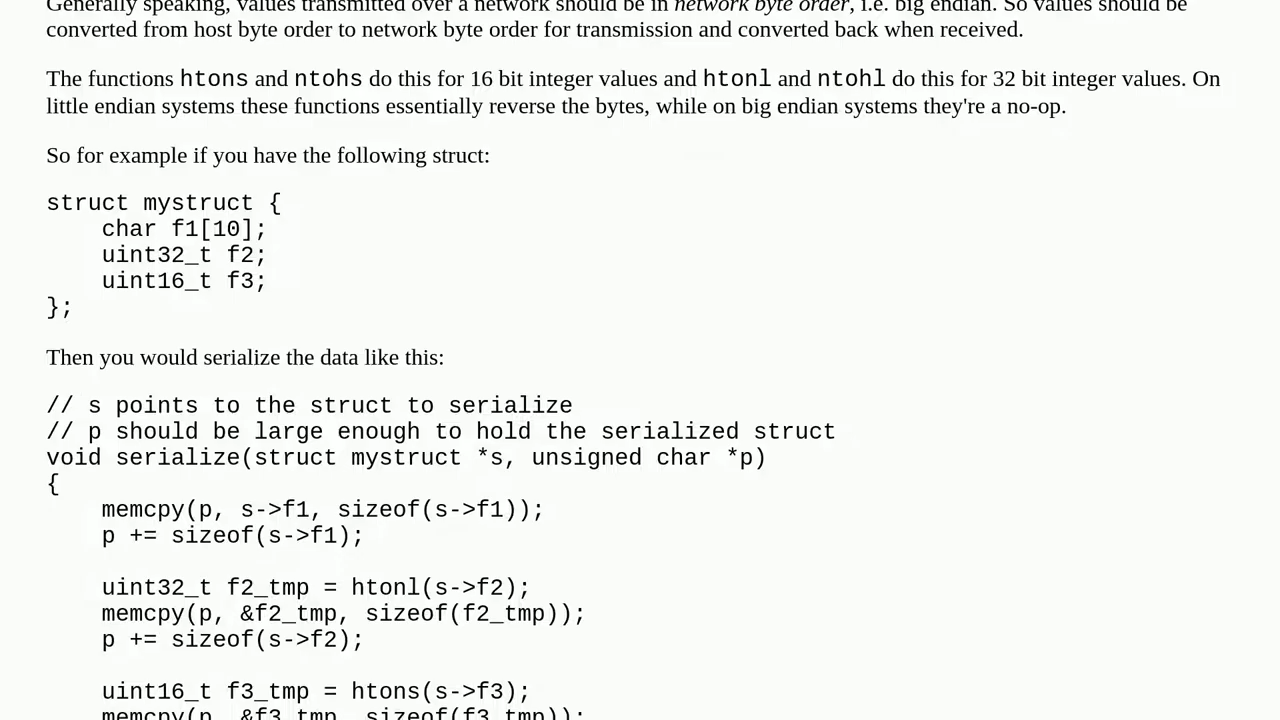 Generally speaking, values transmitted over a network should be in network byte order, i.e. big endian. So values should be
converted from host byte order to network byte order for transmission and converted back when received.
The functions htons and ntohs do this for 16 bit integer values and htonl and ntohl do this for 32 bit integer values. On
little endian systems these functions essentially reverse the bytes, while on big endian systems they're a no-op.
So for example if you have the following struct:
struct mystruct {
    char f1[10];
    uint32_t f2;
    uint16_t f3;
};
Then you would serialize the data like this:
// s points to the struct to serialize
// p should be large enough to hold the serialized struct
void serialize(struct mystruct *s, unsigned char *p)
{
    memcpy(p, s->f1, sizeof(s->f1));
    p += sizeof(s->f1);
    uint32_t f2_tmp = htonl(s->f2);
    memcpy(p, &f2_tmp, sizeof(f2_tmp));
    p += sizeof(s->f2);
    uint16_t f3_tmp = htons(s->f3);
    memcpy(p, &f3_tmp, sizeof(f3_tmp));